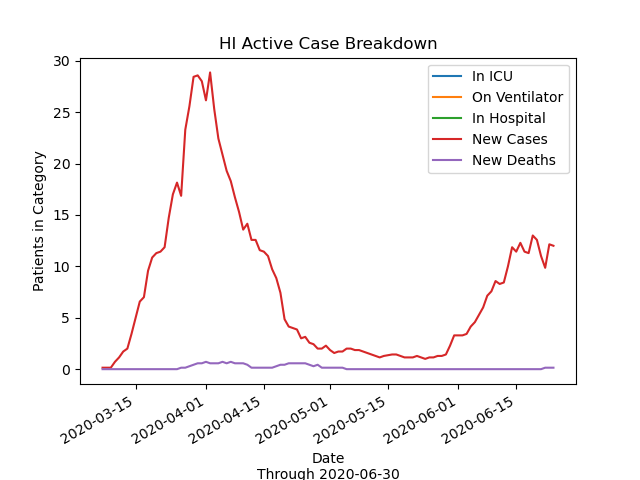 HI Active Case Breakdown
30
25
20
15
10
5
0
Patients in Category
In ICU
On Ventilator
In Hospital
New Cases
New Deaths
2020-03-15
2020-04-01
2020-04-15
2020-05-01
2020-05-15
2020-06-01
2020-06-15
Date
Through 2020-06-30